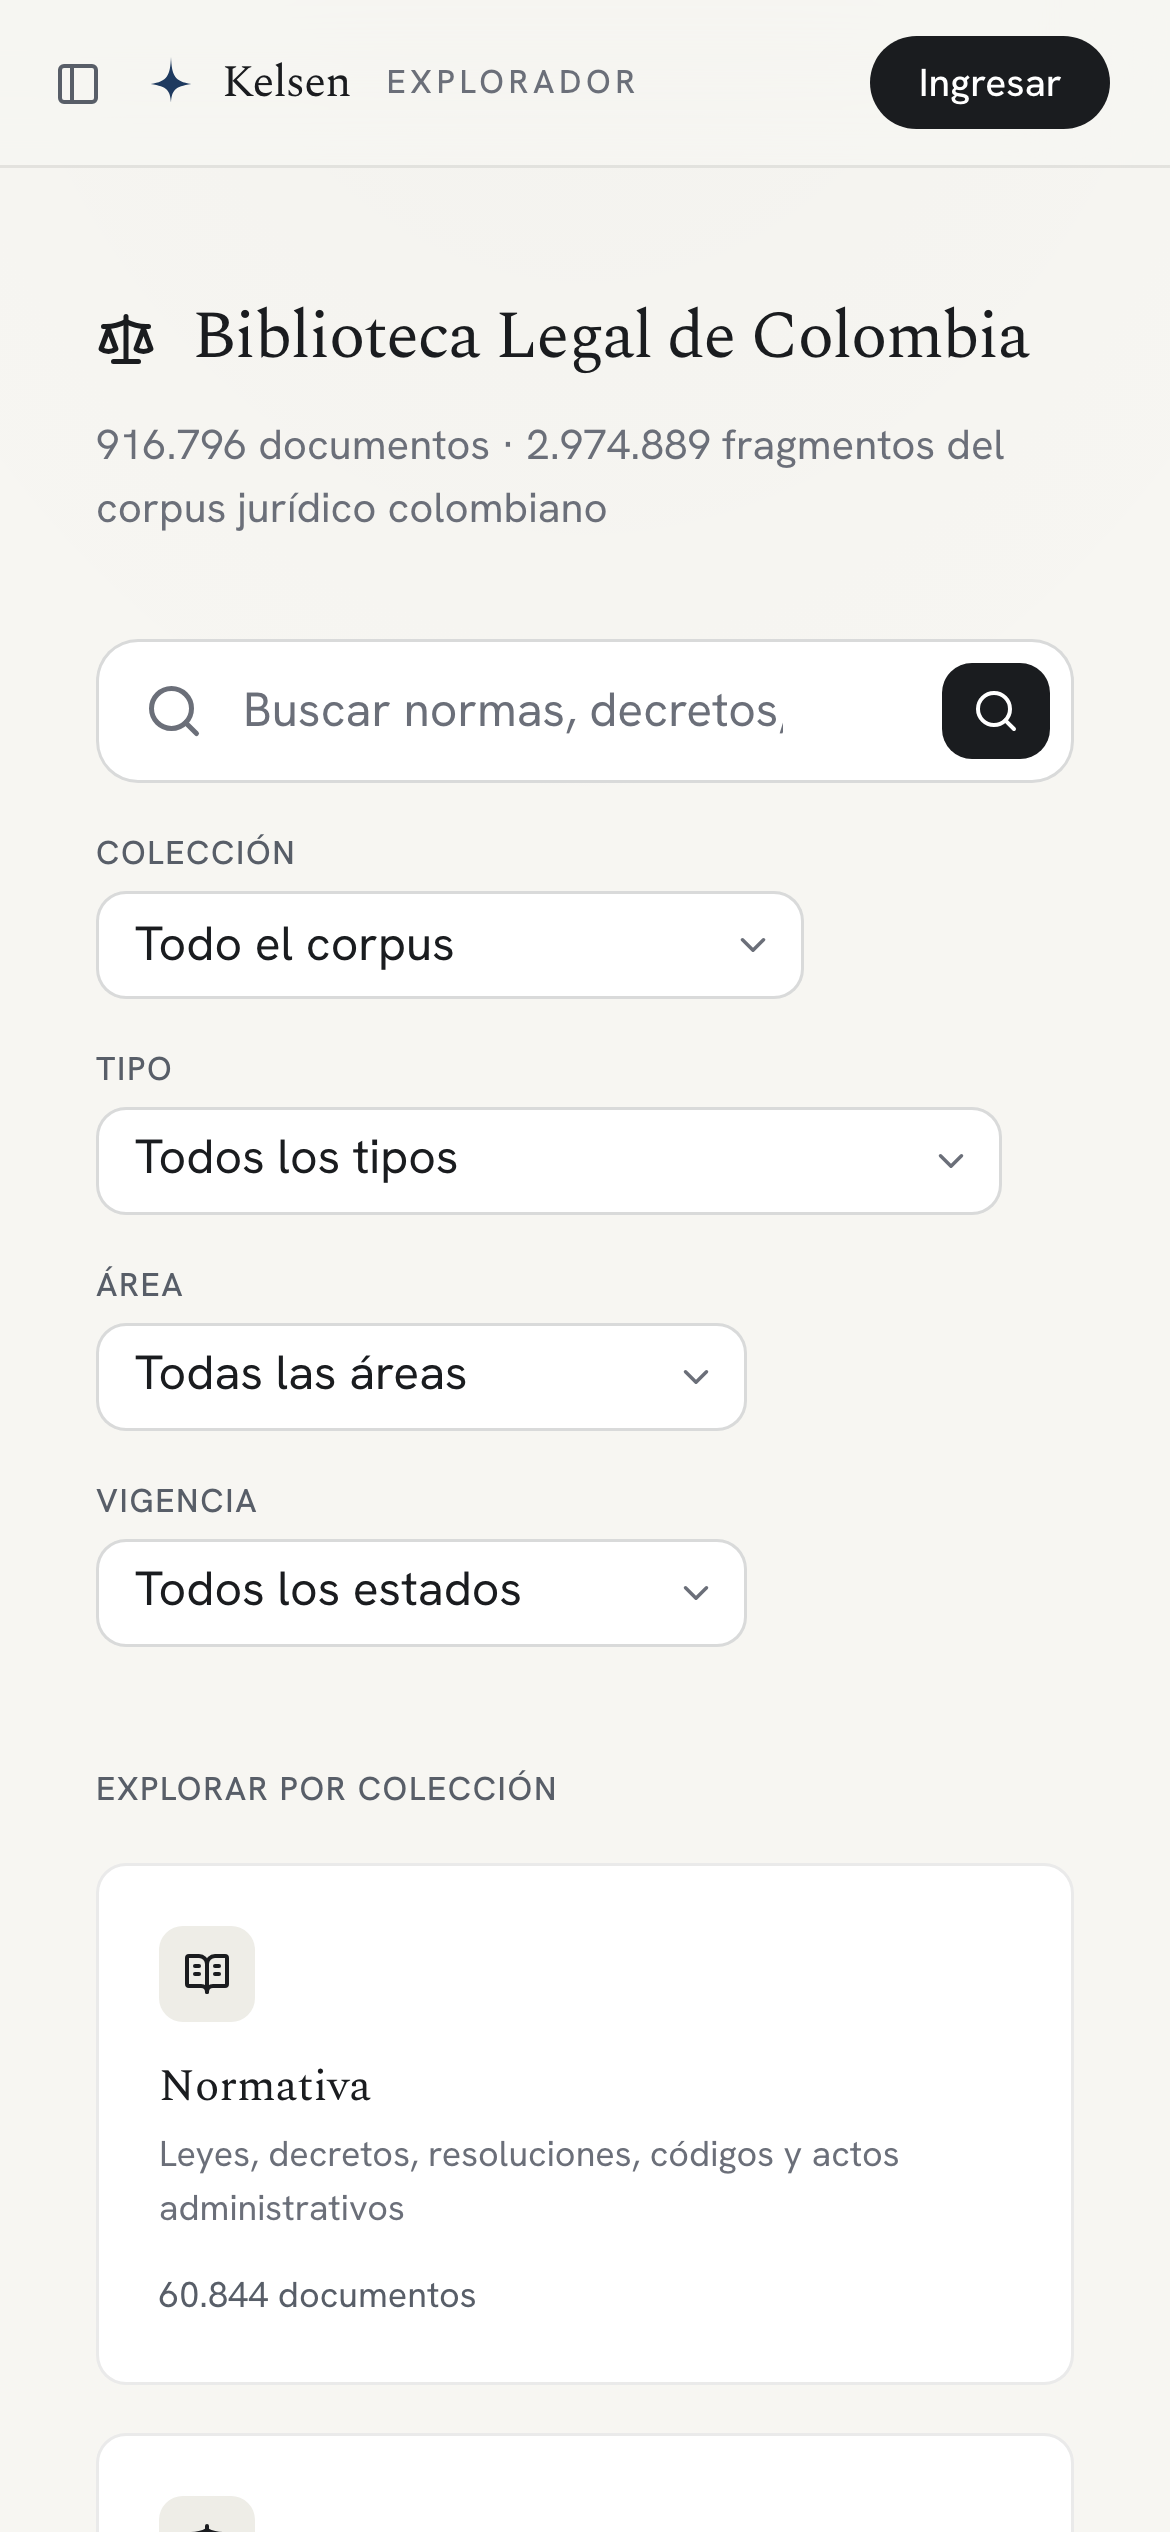 Kelsen EXPLORADOR Ingresar
Biblioteca Legal de Colombia
916.796 documentos · 2.974.889 fragmentos del
corpus jurídico colombiano
Buscar normas, decretos,
COLECCIÓN
Todo el corpus
TIPO
Todos los tipos
ÁREA
Todas las áreas
VIGENCIA
Todos los estados
EXPLORAR POR COLECCIÓN
Normativa
Leyes, decretos, resoluciones, códigos y actos
administrativos
60.844 documentos